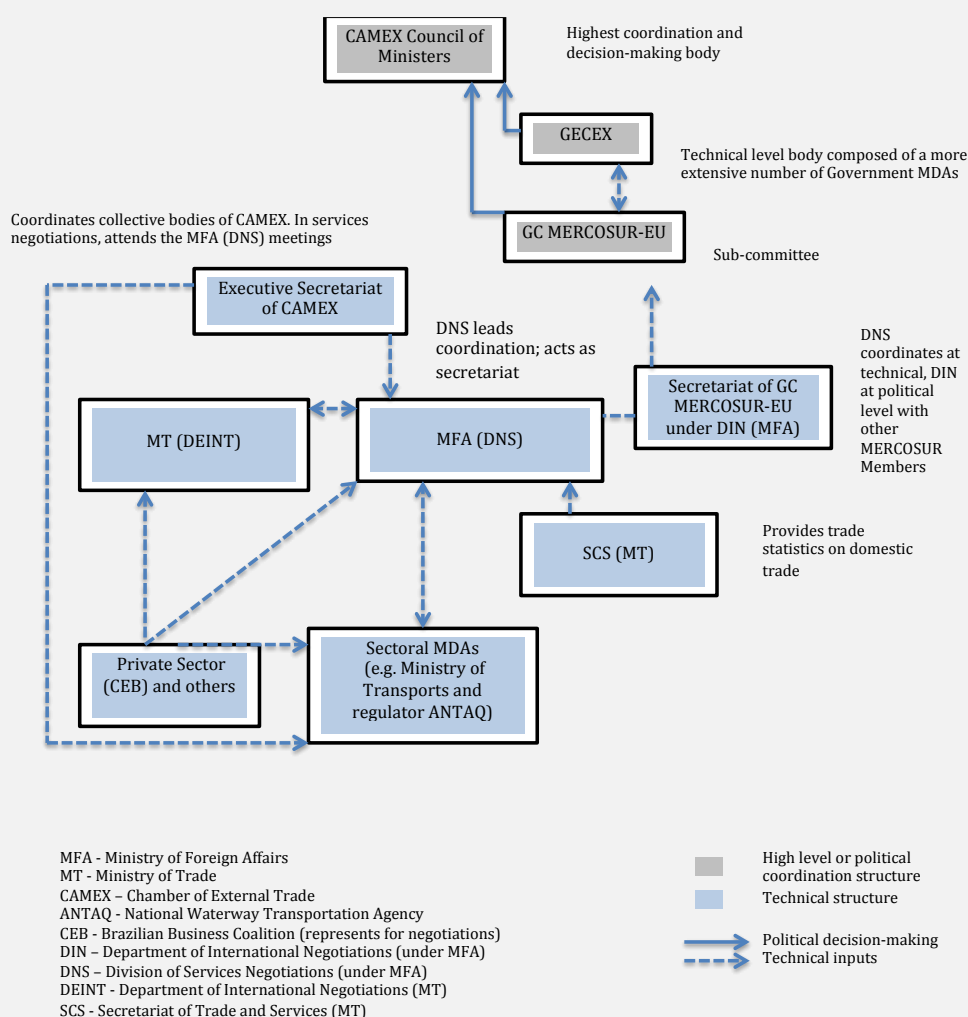 CAMEX Council of
Ministers
Highest coordination and
decision-making body
GECEX
Technical level body composed of a more
extensive number of Government MDAs
Coordinates collective bodies of CAMEX. In services
negotiations, attends the MFA (DNS) meetings
GC MERCOSUR-EU
Sub-committee
Executive Secretariat
of CAMEX
DNS leads
coordination; acts as
secretariat
DNS
coordinates at
technical, DIN
at political
level with
other
MERCOSUR
Members
Secretariat of GC
MERCOSUR-EU
under DIN (MFA)
MT (DEINT)
MFA (DNS)
SCS (MT)
Provides trade
statistics on domestic
trade
Private Sector
(CEB) and others
Sectoral MDAs
(e.g. Ministry of
Transports and
regulator ANTAQ)
MFA - Ministry of Foreign Affairs
MT - Ministry of Trade
CAMEX – Chamber of External Trade
ANTAQ - National Waterway Transportation Agency
CEB - Brazilian Business Coalition (represents for negotiations)
DIN – Department of International Negotiations (under MFA)
DNS – Division of Services Negotiations (under MFA)
DEINT - Department of International Negotiations (MT)
SCS - Secretariat of Trade and Services (MT)
High level or political
coordination structure
Technical structure
Political decision-making
Technical inputs